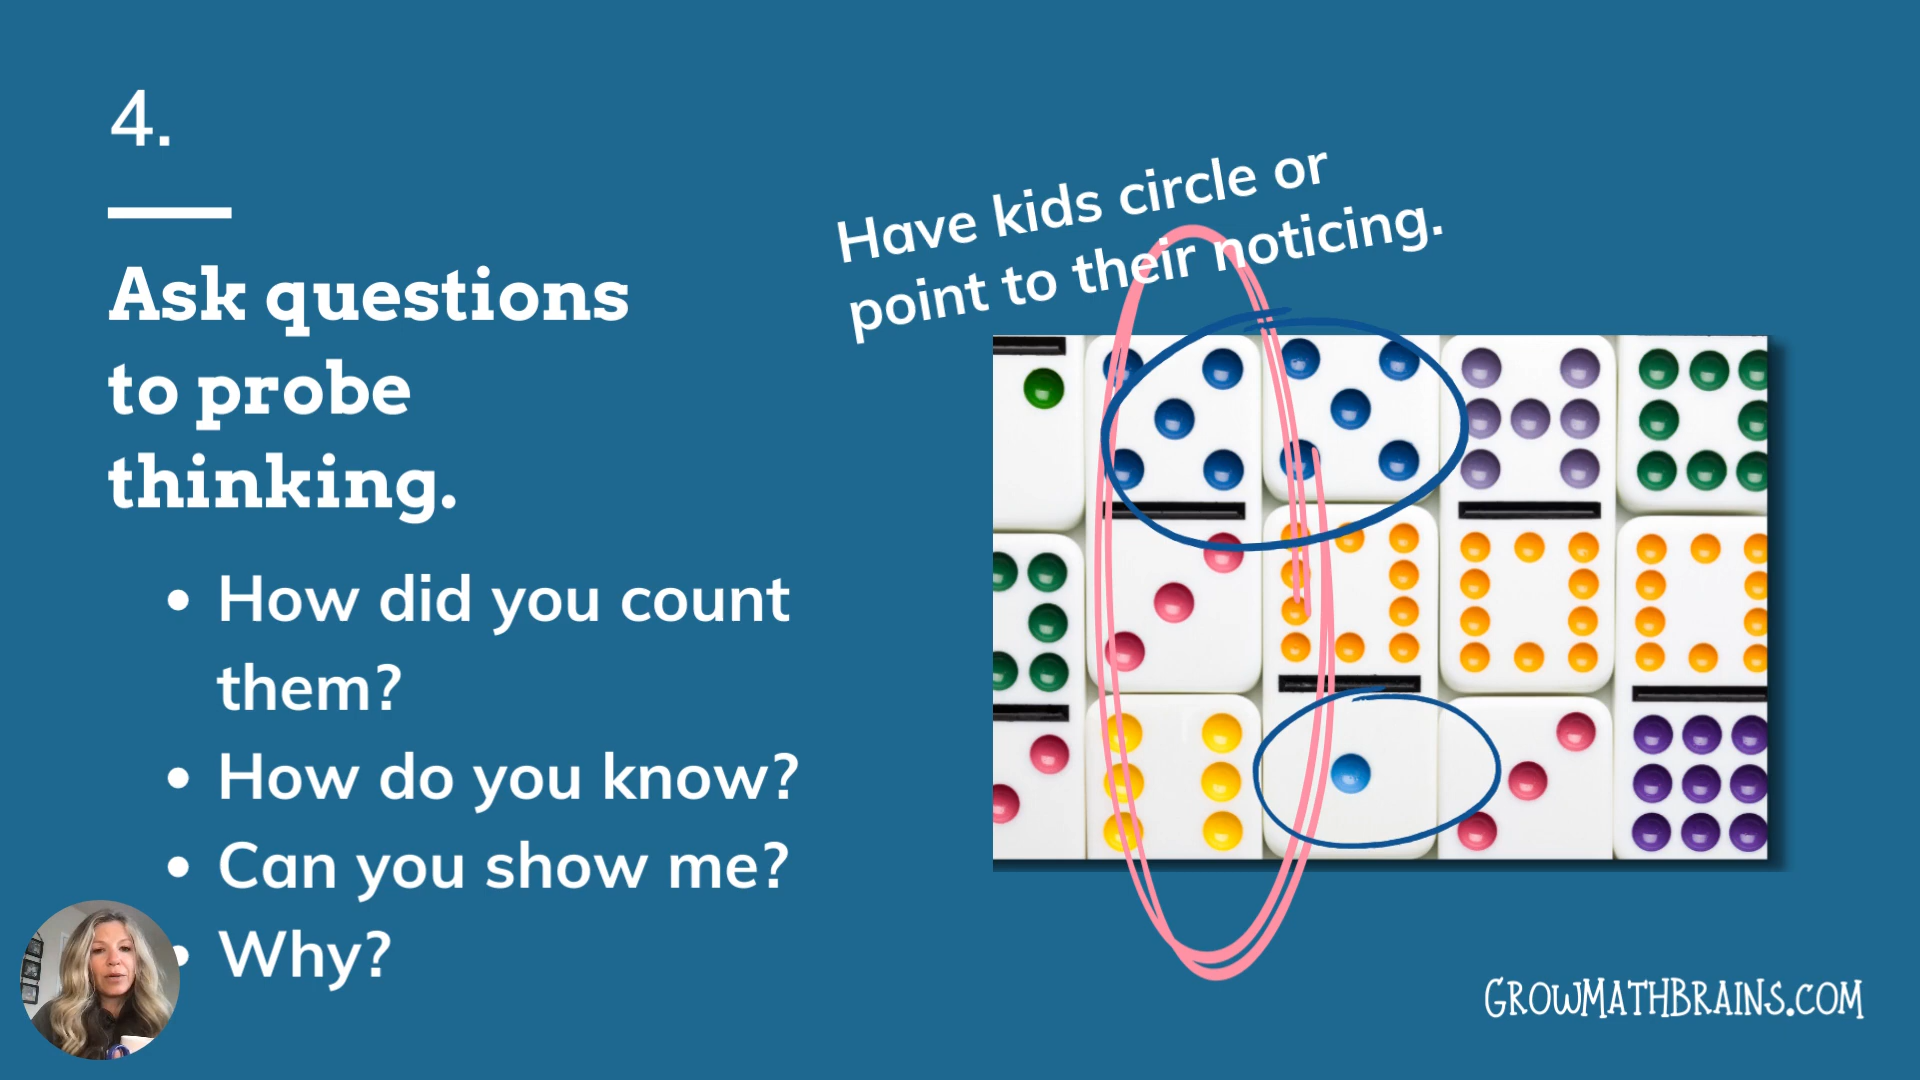 4.
Ask questions
to probe
thinking.
• How did you count
them?
• How do you know?
• Can you show me?
• Why?
Have kids circle or
point to their noticing.
GROWMATHBRAINS.COM